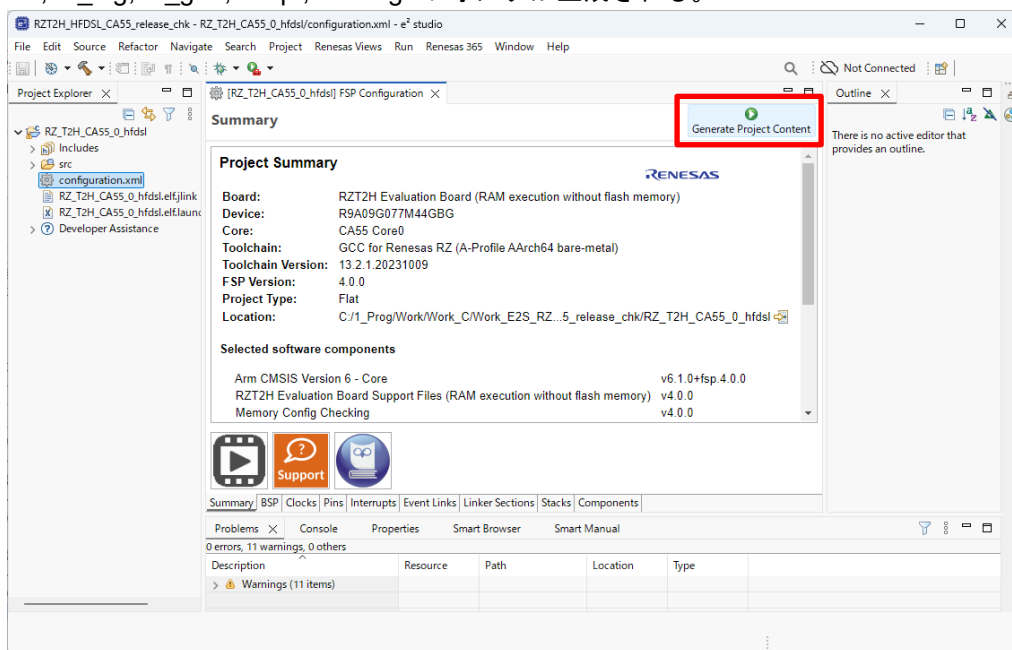 RZT2H_HFDSL_CA55_release_chk - RZ_T2H_CA55_0_hfdsl/configuration.xml - e² studio
File Edit Source Refactor Navigate Search Project Renesas Views Run Renesas 365 Window Help
Not Connected
Project Explorer
[RZ_T2H_CA55_0_hfdsl] FSP Configuration
Outline
RZ_T2H_CA55_0_hfdsl
Includes
src
configuration.xml
RZ_T2H_CA55_0_hfdsl.elf.jlink
RZ_T2H_CA55_0_hfdsl.elf.launc
Developer Assistance
Summary
Generate Project Content
There is no active editor that
provides an outline.
Project Summary
RENESAS
Board: RZT2H Evaluation Board (RAM execution without flash memory)
Device: R9A09G077M44GBG
Core: CA55 Core0
Toolchain: GCC for Renesas RZ (A-Profile AArch64 bare-metal)
Toolchain Version: 13.2.1.20231009
FSP Version: 4.0.0
Project Type: Flat
Location: C:/1_Prog/Work/Work_C/Work_E2S_RZ...5_release_chk/RZ_T2H_CA55_0_hfdsl
Selected software components
Arm CMSIS Version 6 - Core v6.1.0+fsp.4.0.0
RZT2H Evaluation Board Support Files (RAM execution without flash memory) v4.0.0
Memory Config Checking v4.0.0
Support
Summary BSP Clocks Pins Interrupts Event Links Linker Sections Stacks Components
Problems Console Properties Smart Browser Smart Manual
0 errors, 11 warnings, 0 others
Description Resource Path Location Type
Warnings (11 items)